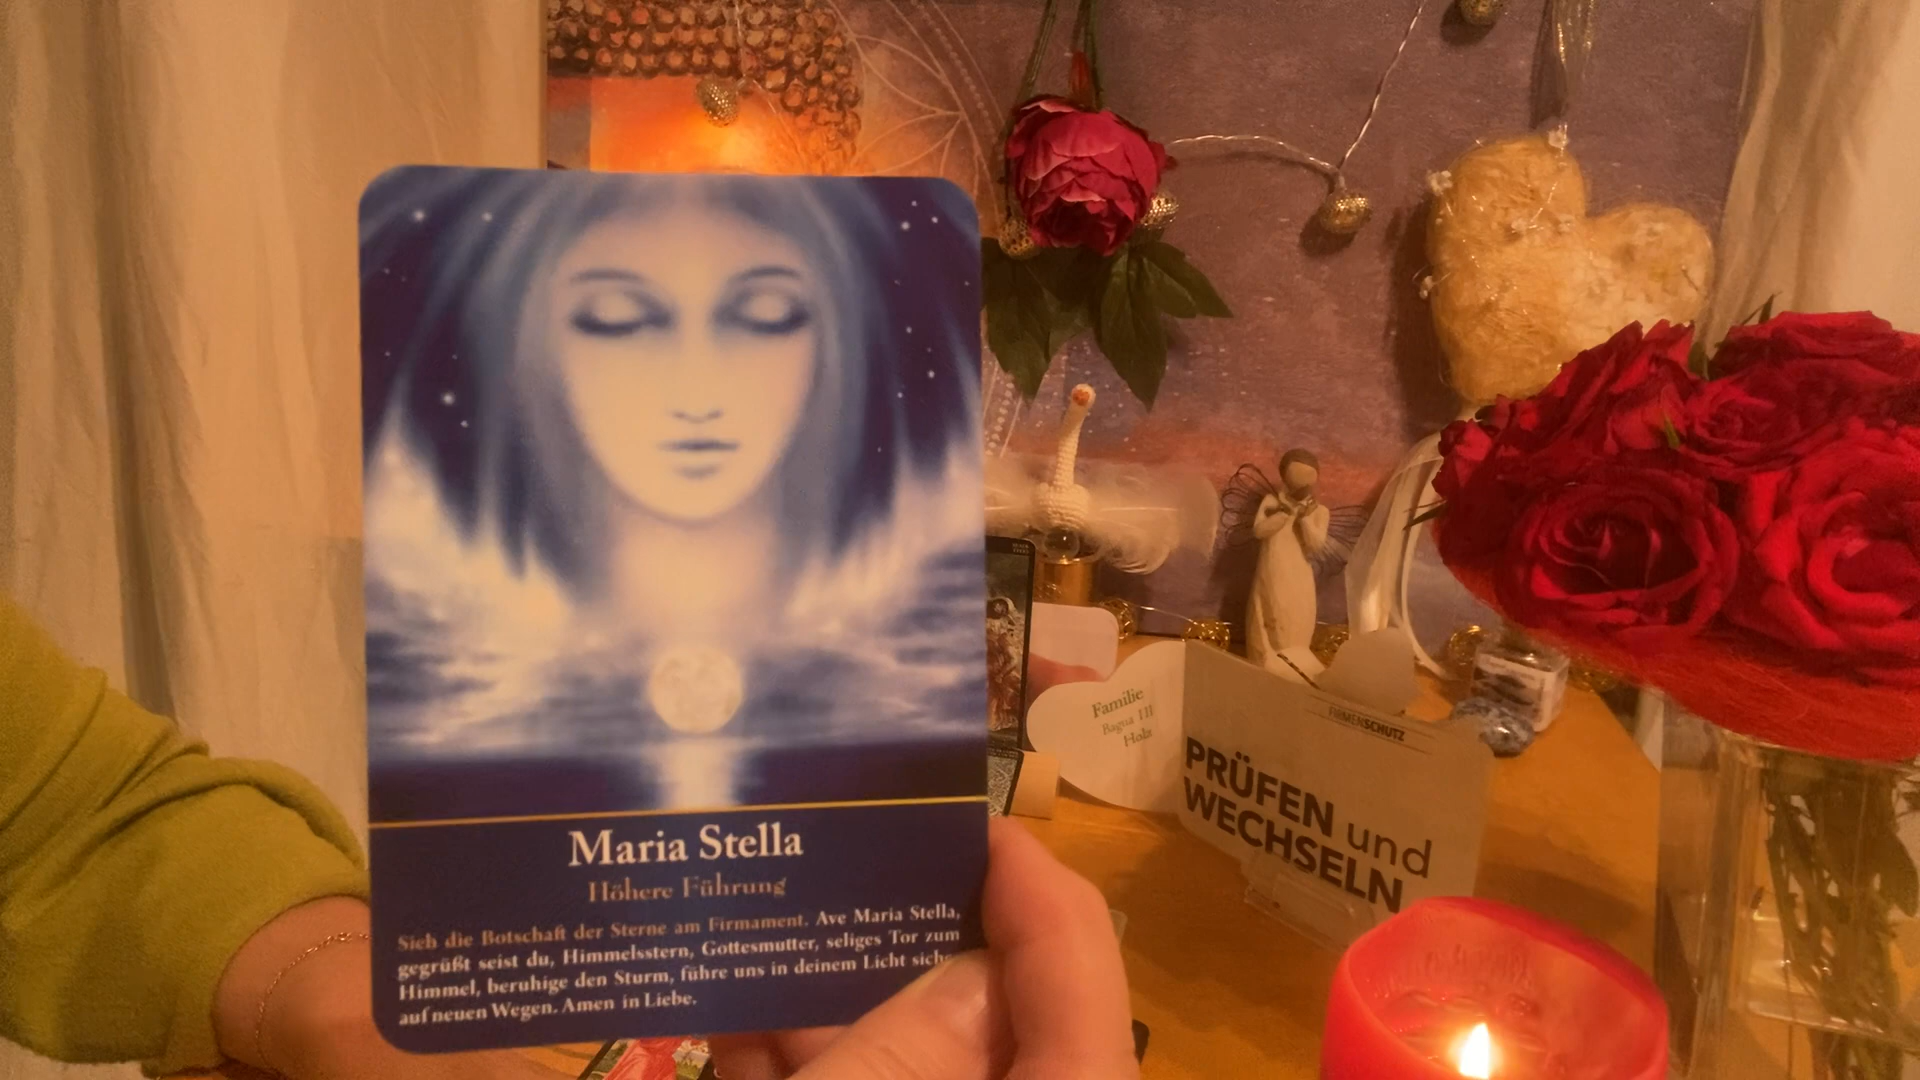 Maria Stella
Höhere Führung
Sieh die Botschaft der Sterne am Firmament. Ave Maria Stella,
gegrüßt seist du, Himmelsstern, Gottesmutter, seliges Tor zum
Himmel, beruhige den Sturm, führe uns in deinem Licht
auf neuen Wegen. Amen in Liebe.
Familie
Bagua III
Holz
FIRMENSCHUTZ
PRÜFEN und
WECHSELN